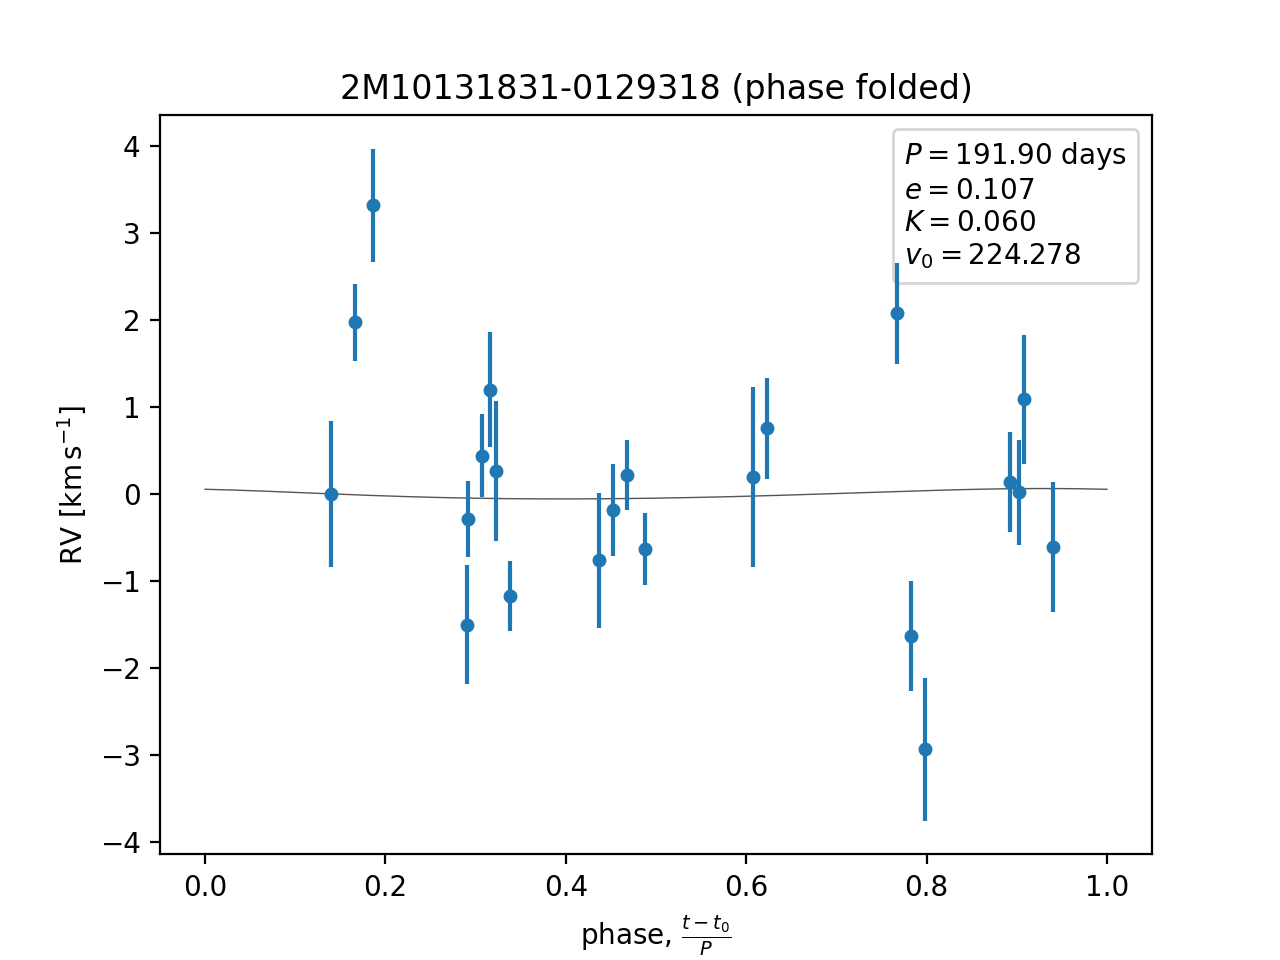 2M10131831-0129318 (phase folded)
P = 191.90 days
e = 0.107
K = 0.060
v₀ = 224.278
RV [km s⁻¹]
4
3
2
1
0
−1
−2
−3
−4
0.0 0.2 0.4 0.6 0.8 1.0
phase, (t − t₀)/P